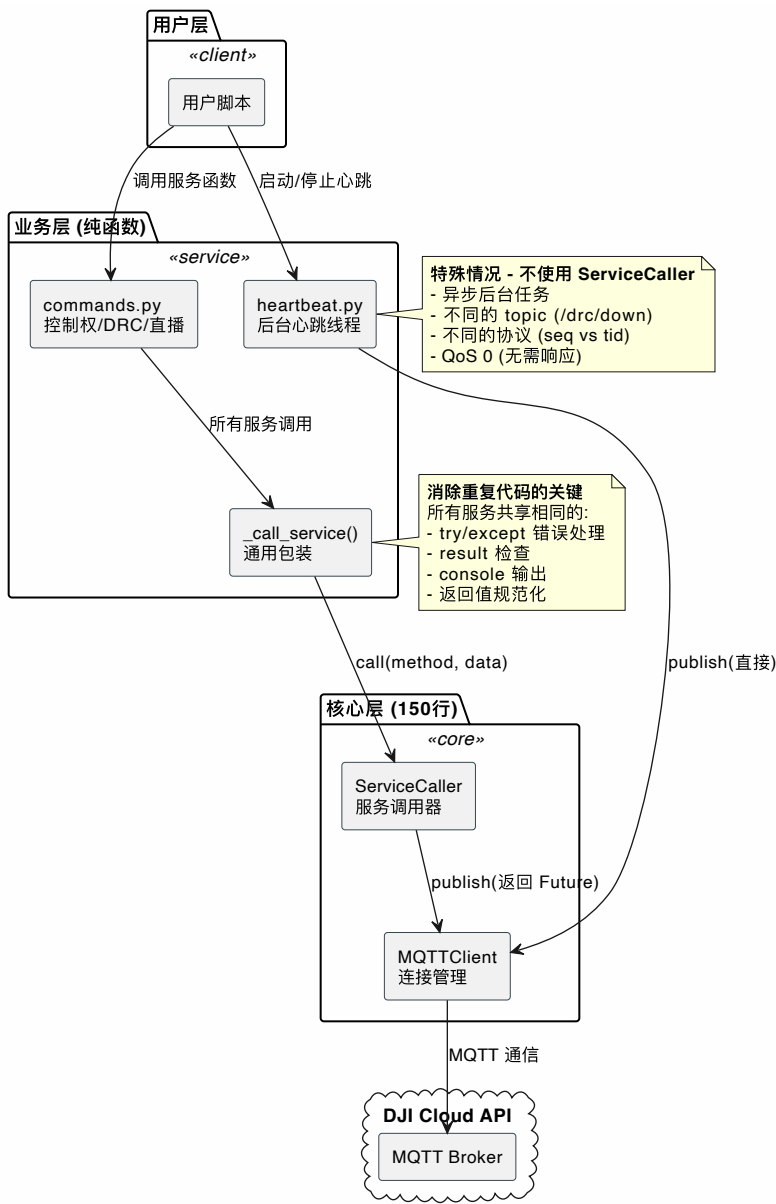 用户层
«client»
用户脚本
调用服务函数
启动/停止心跳
业务层 (纯函数)
«service»
commands.py
控制权/DRC/直播
heartbeat.py
后台心跳线程
特殊情况 - 不使用 ServiceCaller
- 异步后台任务
- 不同的 topic (/drc/down)
- 不同的协议 (seq vs tid)
- QoS 0 (无需响应)
所有服务调用
_call_service()
通用包装
消除重复代码的关键
所有服务共享相同的:
- try/except 错误处理
- result 检查
- console 输出
- 返回值规范化
call(method, data)
publish(直接)
核心层 (150行)
«core»
ServiceCaller
服务调用器
publish(返回 Future)
MQTTClient
连接管理
MQTT 通信
DJI Cloud API
MQTT Broker